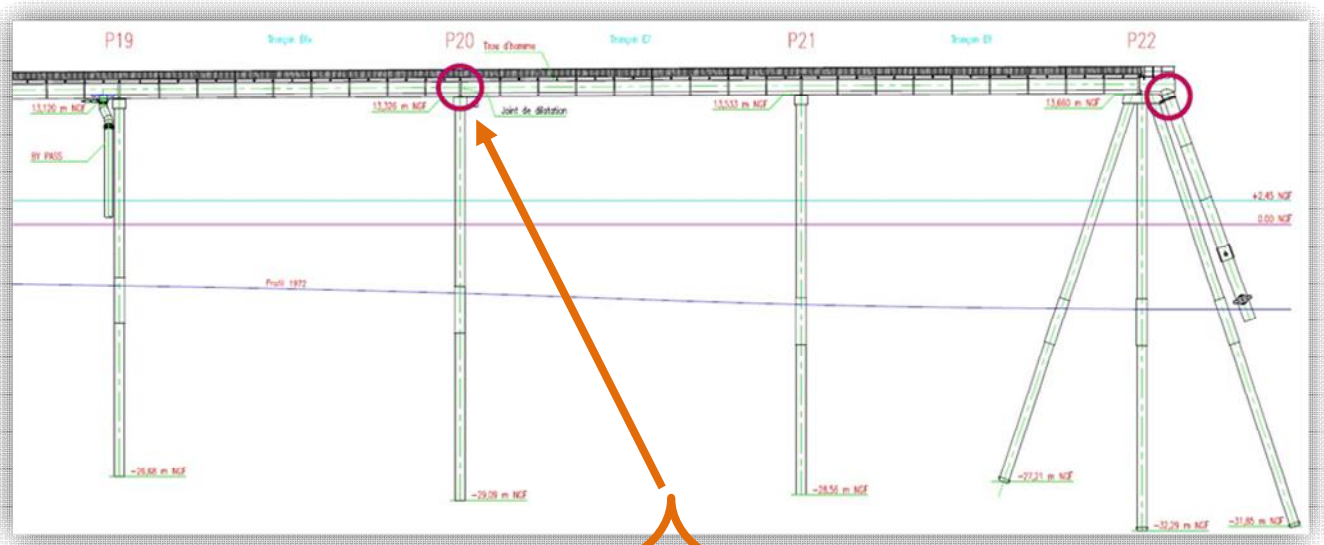 P19
Tronçon E6a
P20
Trou d'homme
Tronçon E7
P21
Tronçon E8
P22
13,120 m NGF
13,326 m NGF
Joint de dilatation
13,533 m NGF
13,660 m NGF
BY PASS
+2,45 NGF
0.00 NGF
Profil 1972
-28,68 m NGF
-29,09 m NGF
-28,56 m NGF
-27,21 m NGF
-32,29 m NGF
-31,85 m NGF